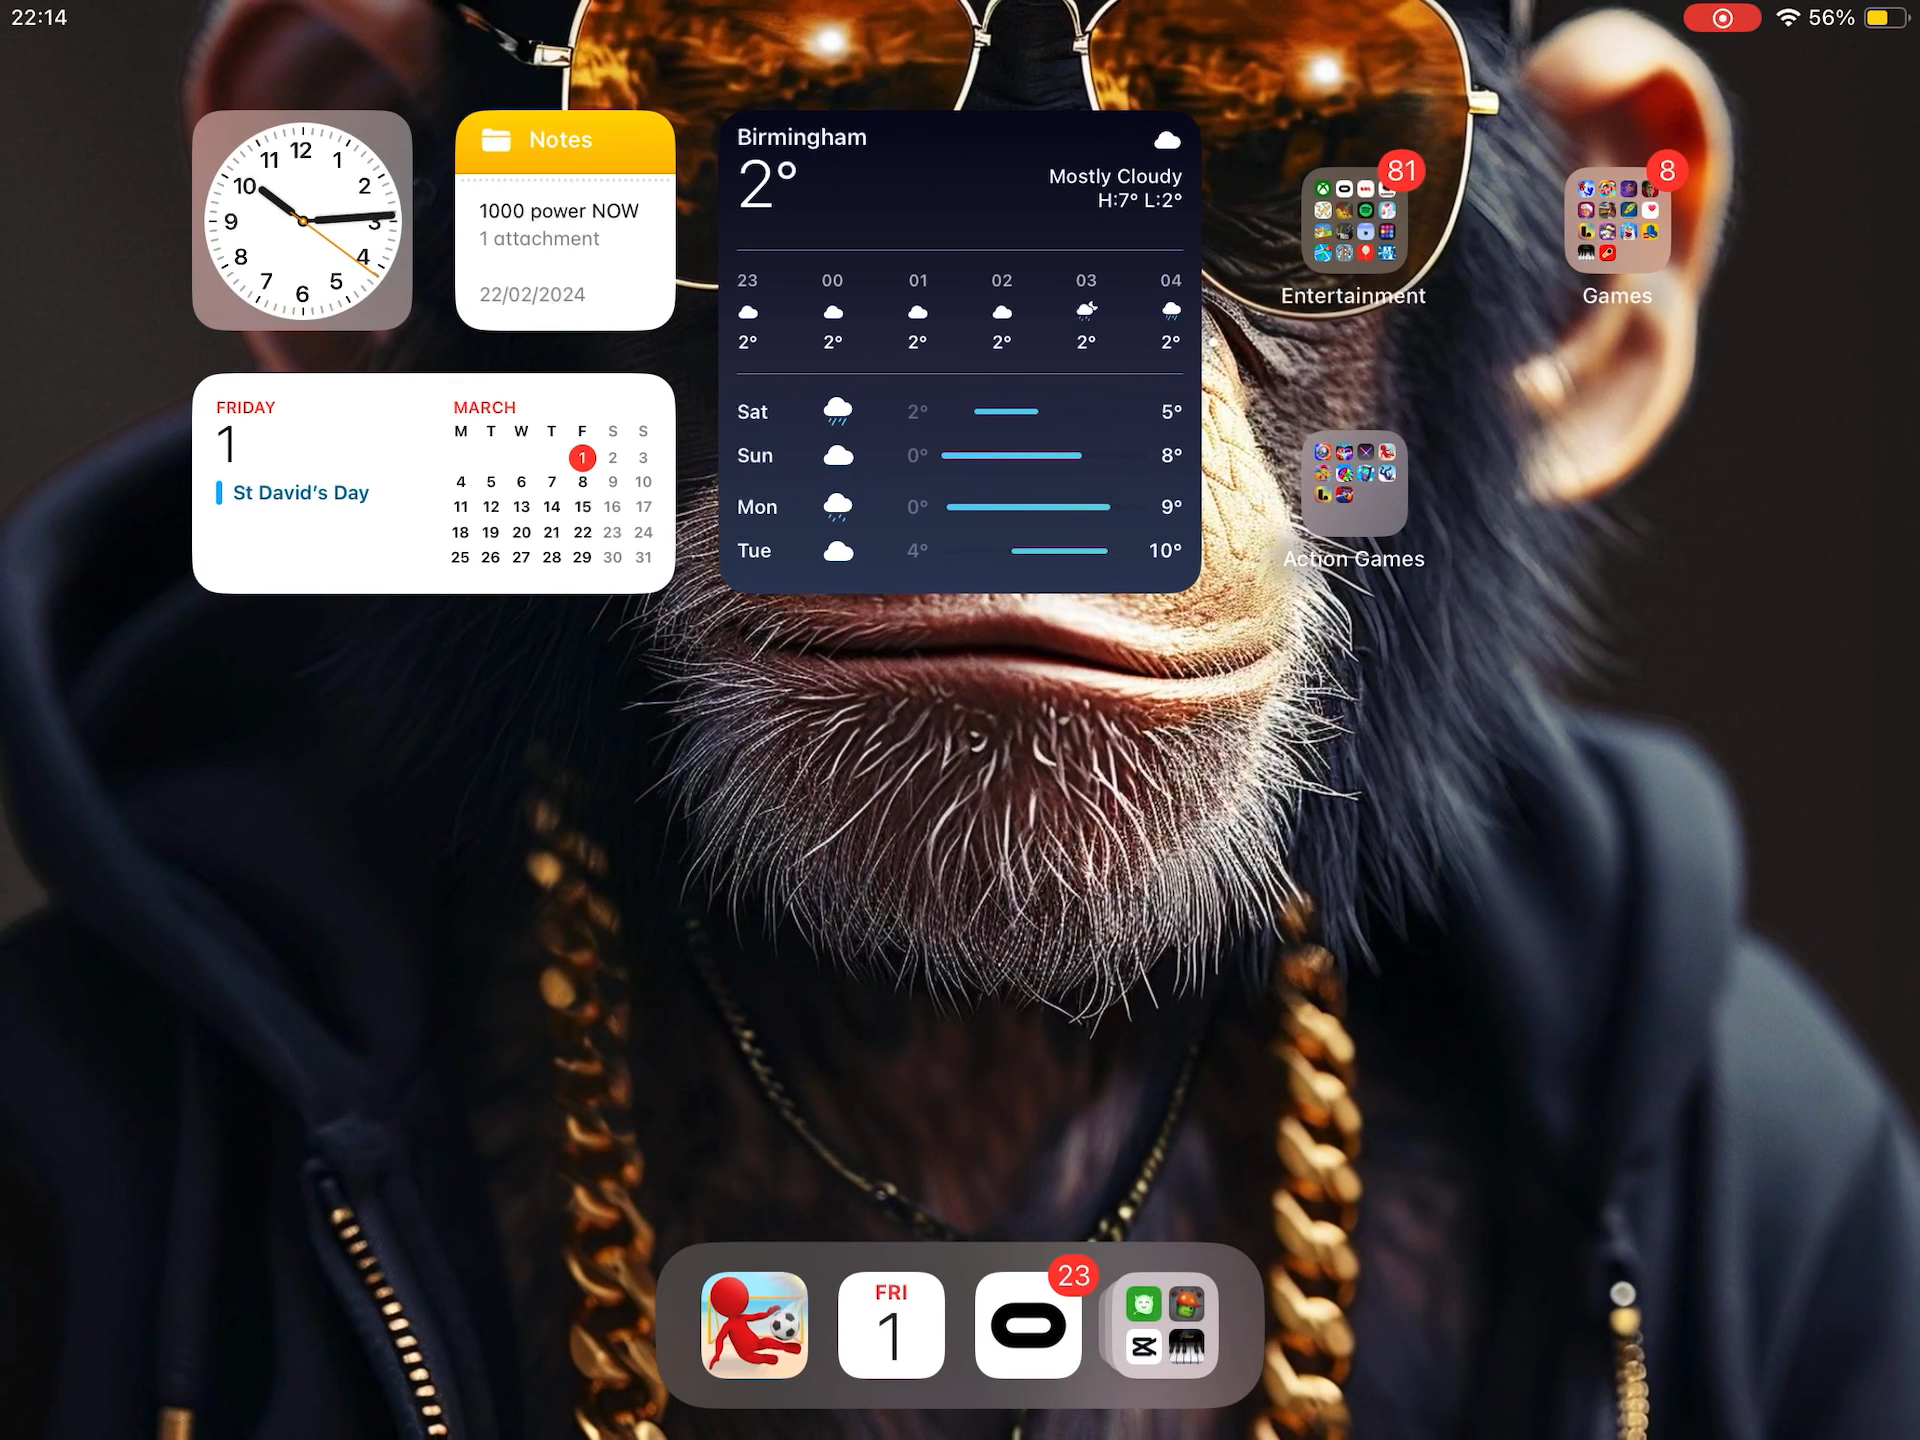 22:14
56%
12
1
2
3
4
5
6
7
8
9
10
11
Notes
1000 power NOW
1 attachment
22/02/2024
Birmingham
2°
Mostly Cloudy
H:7° L:2°
23 00 01 02 03 04
2° 2° 2° 2° 2° 2°
Sat 2° 5°
Sun 0° 8°
Mon 0° 9°
Tue 4° 10°
81
Entertainment
8
Games
FRIDAY
1
St David's Day
MARCH
M T W T F S S
1 2 3
4 5 6 7 8 9 10
11 12 13 14 15 16 17
18 19 20 21 22 23 24
25 26 27 28 29 30 31
Action Games
FRI
1
23